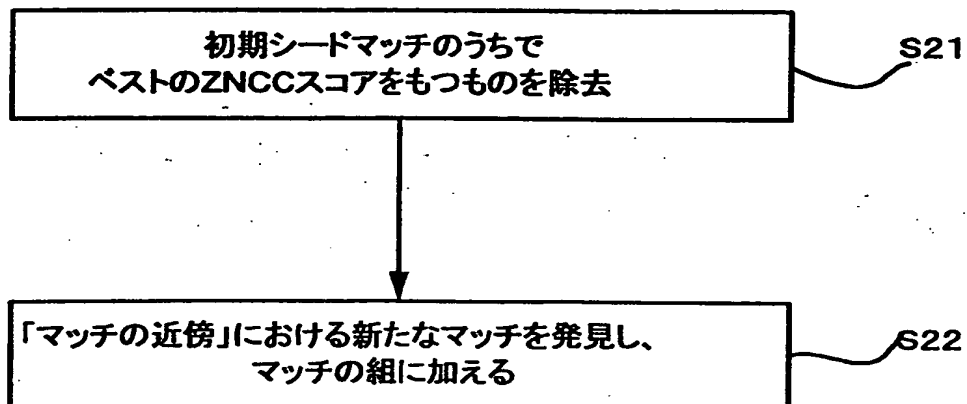 初期シードマッチのうちで
ベストのZNCCスコアをもつものを除去
S21
「マッチの近傍」における新たなマッチを発見し、
マッチの組に加える
S22